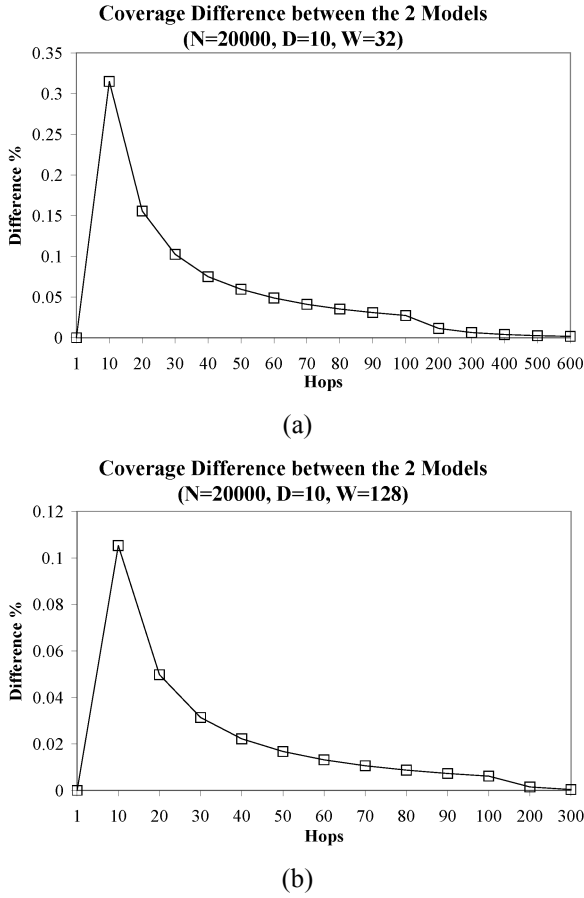 Coverage Difference between the 2 Models
(N=20000, D=10, W=32)
0.35
0.3
0.25
0.2
0.15
0.1
0.05
0
Difference %
1 10 20 30 40 50 60 70 80 90 100 200 300 400 500 600
Hops
(a)
Coverage Difference between the 2 Models
(N=20000, D=10, W=128)
0.12
0.1
0.08
0.06
0.04
0.02
0
Difference %
1 10 20 30 40 50 60 70 80 90 100 200 300
Hops
(b)